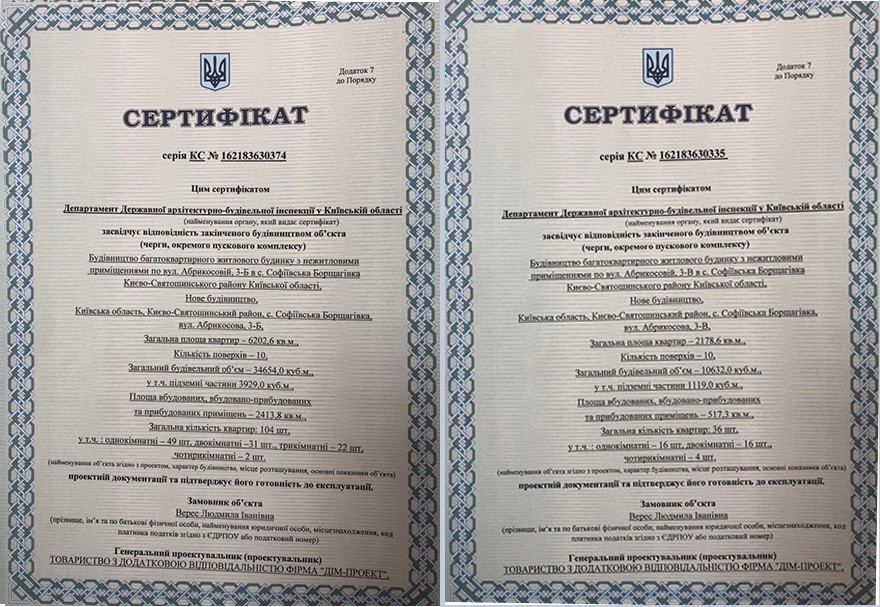 Додаток 7
до Порядку
СЕРТИФІКАТ
серія КС № 162183630374
Цим сертифікатом
Департамент Державної архітектурно-будівельної інспекції у Київській області
(найменування органу, який видає сертифікат)
засвідчує відповідність закінченого будівництвом об’єкта
(черги, окремого пускового комплексу)
Будівництво багатоквартирного житлового будинку з нежитловими
приміщеннями по вул. Абрикосовій, 3-Б в с. Софіївська Борщагівка
Києво-Святошинського району Київської області,
Нове будівництво,
Київська область, Києво-Святошинський район, с. Софіївська Борщагівка,
вул. Абрикосова, 3-Б,
Загальна площа квартир – 6202,6 кв.м.,
Кількість поверхів – 10,
Загальний будівельний об’єм – 34654,0 куб.м.,
у т.ч. підземні частини 3929,0 куб.м.,
Площа вбудованих, вбудовано-прибудованих
та прибудованих приміщень – 2413,8 кв.м.,
Загальна кількість квартир: 104 шт,
у т.ч. : однокімнатні – 49 шт, двокімнатні –31 шт., трикімнатні – 22 шт,
чотирикімнатні – 2 шт.
(найменування об’єкта згідно з проектом, характер будівництва, місце розташування, основні показники об’єкта)
проектній документації та підтверджує його готовність до експлуатації.
Замовник об’єкта
Верес Людмила Іванівна
(прізвище, ім’я та по батькові фізичної особи, найменування юридичної особи, місцезнаходження, код
платника податків згідно з ЄДРПОУ або податковий номер)
Генеральний проектувальник (проектувальник)
ТОВАРИСТВО З ДОДАТКОВОЮ ВІДПОВІДАЛЬНІСТЮ ФІРМА "ДІМ-ПРОЕКТ",
Додаток 7
до Порядку
СЕРТИФІКАТ
серія КС № 162183630335
Цим сертифікатом
Департамент Державної архітектурно-будівельної інспекції у Київській області
(найменування органу, який видає сертифікат)
засвідчує відповідність закінченого будівництвом об’єкта
(черги, окремого пускового комплексу)
Будівництво багатоквартирного житлового будинку з нежитловими
приміщеннями по вул. Абрикосовій, 3-В в с. Софіївська Борщагівка
Києво-Святошинського району Київської області,
Нове будівництво,
Київська область, Києво-Святошинський район, с. Софіївська Борщагівка,
вул. Абрикосова, 3-В,
Загальна площа квартир – 2178,6 кв.м.,
Кількість поверхів – 10,
Загальний будівельний об’єм – 10632,0 куб.м.,
у т.ч. підземні частини 1119,0 куб.м.,
Площа вбудованих, вбудовано-прибудованих
та прибудованих приміщень – 517,3 кв.м.,
Загальна кількість квартир: 36 шт,
у т.ч. : однокімнатні – 16 шт, двокімнатні – 16 шт.,
чотирикімнатні – 4 шт.
(найменування об’єкта згідно з проектом, характер будівництва, місце розташування, основні показники об’єкта)
проектній документації та підтверджує його готовність до експлуатації.
Замовник об’єкта
Верес Людмила Іванівна
(прізвище, ім’я та по батькові фізичної особи, найменування юридичної особи, місцезнаходження, код
платника податків згідно з ЄДРПОУ або податковий номер)
Генеральний проектувальник (проектувальник)
ТОВАРИСТВО З ДОДАТКОВОЮ ВІДПОВІДАЛЬНІСТЮ ФІРМА "ДІМ-ПРОЕКТ",